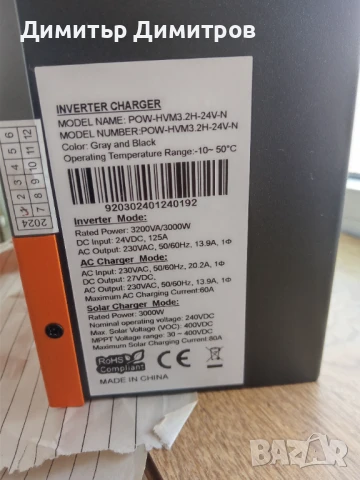 Димитър Димитров
INVERTER CHARGER
MODEL NAME: POW-HVM3.2H-24V-N
MODEL NUMBER:POW-HVM3.2H-24V-N
Color: Gray and Black
Operating Temperature Range:-10~ 50°C
920302401240192
Inverter Mode:
Rated Power: 3200VA/3000W
DC Input: 24VDC, 125A
AC Output: 230VAC, 50/60HZ, 13.9A, 1Φ
AC Charger Mode:
AC Input: 230VAC, 50/60HZ, 20.2A, 1Φ
DC Output: 27VDC,
AC Output: 230VAC, 50/60HZ, 13.9A, 1Φ
Maximum AC Charging Current:60A
Solar Charger Mode:
Rated Power: 3000W
Nominal operating voltage: 240VDC
Max. Solar Voltage (VOC): 400VDC
MPPT Voltage range: 30 ~ 400VDC
Maximum Solar Charging Current:80A
RoHS
Compliant
CE
MADE IN CHINA
2024
1 2 3 4 5 6
7 8 9 10 11 12
BAZAR